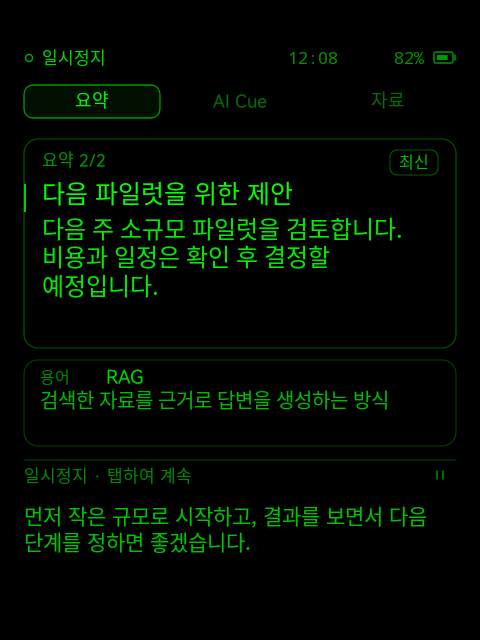 일시정지 12:08 82%
요약 AI Cue 자료
요약 2/2 최신
다음 파일럿을 위한 제안
다음 주 소규모 파일럿을 검토합니다.
비용과 일정은 확인 후 결정할
예정입니다.
용어 RAG
검색한 자료를 근거로 답변을 생성하는 방식
일시정지 · 탭하여 계속
먼저 작은 규모로 시작하고, 결과를 보면서 다음
단계를 정하면 좋겠습니다.